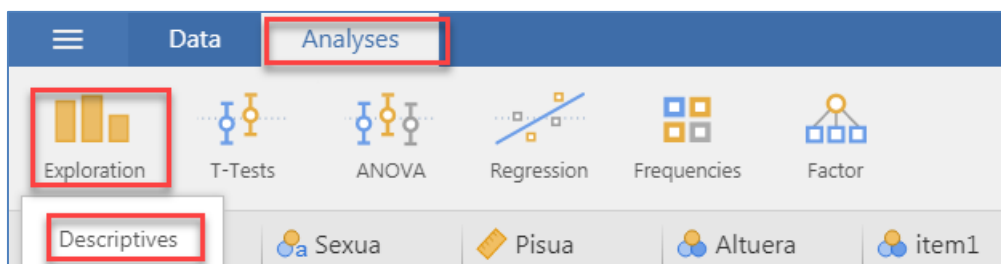 Data Analyses
Exploration T-Tests ANOVA Regression Frequencies Factor
Descriptives a Sexua Pisua Altuera item1